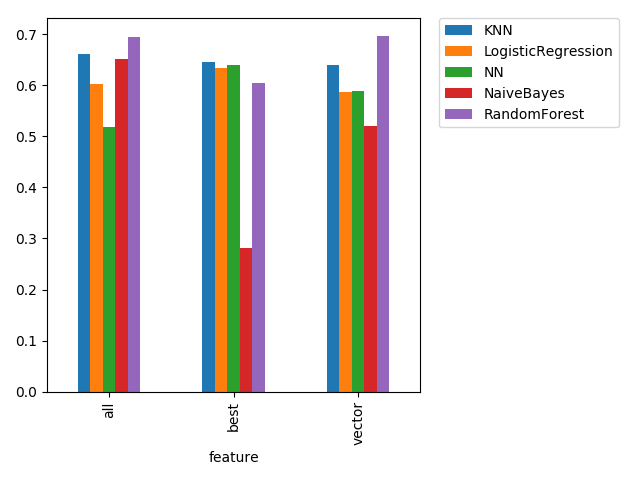 0.7
0.6
0.5
0.4
0.3
0.2
0.1
0.0
all
best
vector
feature
KNN
LogisticRegression
NN
NaiveBayes
RandomForest